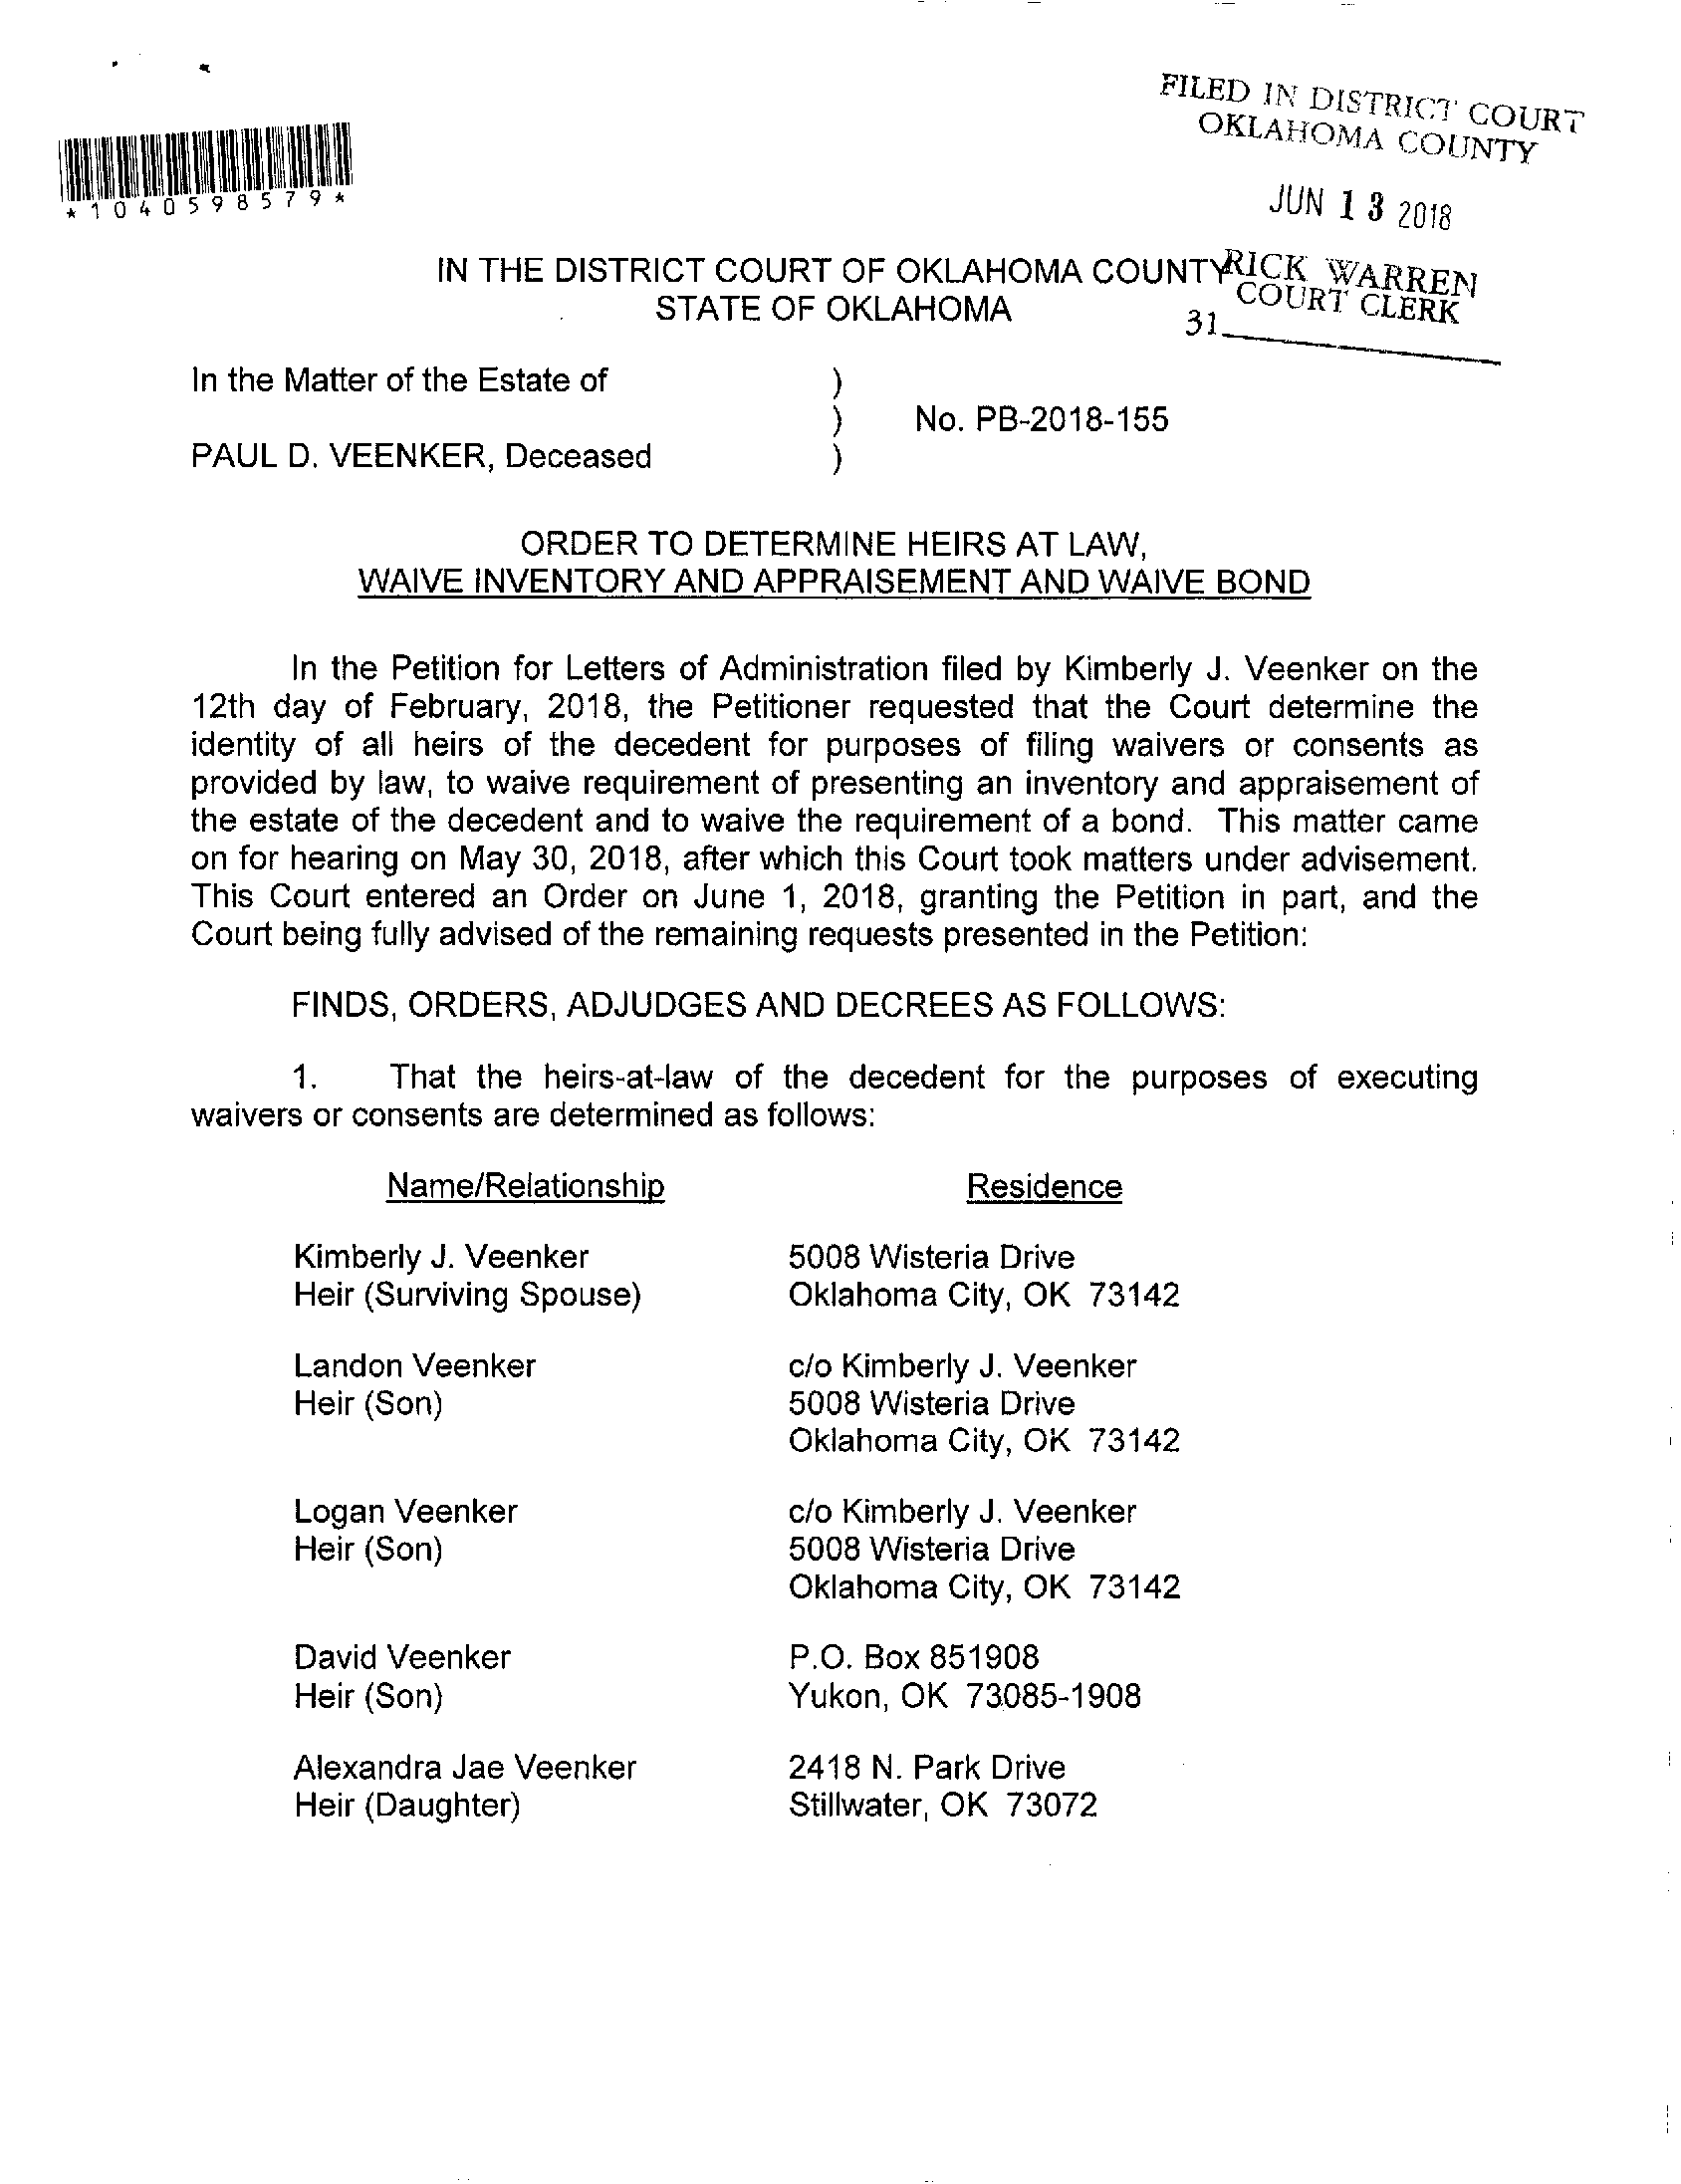 FILED IN DISTRICT COURT
OKLAHOMA COUNTY
JUN 13 2018
RICK WARREN
COURT CLERK
31
*1040598579*
IN THE DISTRICT COURT OF OKLAHOMA COUNTY
STATE OF OKLAHOMA
In the Matter of the Estate of )
) No. PB-2018-155
PAUL D. VEENKER, Deceased )
ORDER TO DETERMINE HEIRS AT LAW,
WAIVE INVENTORY AND APPRAISEMENT AND WAIVE BOND
In the Petition for Letters of Administration filed by Kimberly J. Veenker on the
12th day of February, 2018, the Petitioner requested that the Court determine the
identity of all heirs of the decedent for purposes of filing waivers or consents as
provided by law, to waive requirement of presenting an inventory and appraisement of
the estate of the decedent and to waive the requirement of a bond. This matter came
on for hearing on May 30, 2018, after which this Court took matters under advisement.
This Court entered an Order on June 1, 2018, granting the Petition in part, and the
Court being fully advised of the remaining requests presented in the Petition:
FINDS, ORDERS, ADJUDGES AND DECREES AS FOLLOWS:
1. That the heirs-at-law of the decedent for the purposes of executing
waivers or consents are determined as follows:
Name/Relationship Residence
Kimberly J. Veenker 5008 Wisteria Drive
Heir (Surviving Spouse) Oklahoma City, OK 73142
Landon Veenker c/o Kimberly J. Veenker
Heir (Son) 5008 Wisteria Drive
Oklahoma City, OK 73142
Logan Veenker c/o Kimberly J. Veenker
Heir (Son) 5008 Wisteria Drive
Oklahoma City, OK 73142
David Veenker P.O. Box 851908
Heir (Son) Yukon, OK 73085-1908
Alexandra Jae Veenker 2418 N. Park Drive
Heir (Daughter) Stillwater, OK 73072